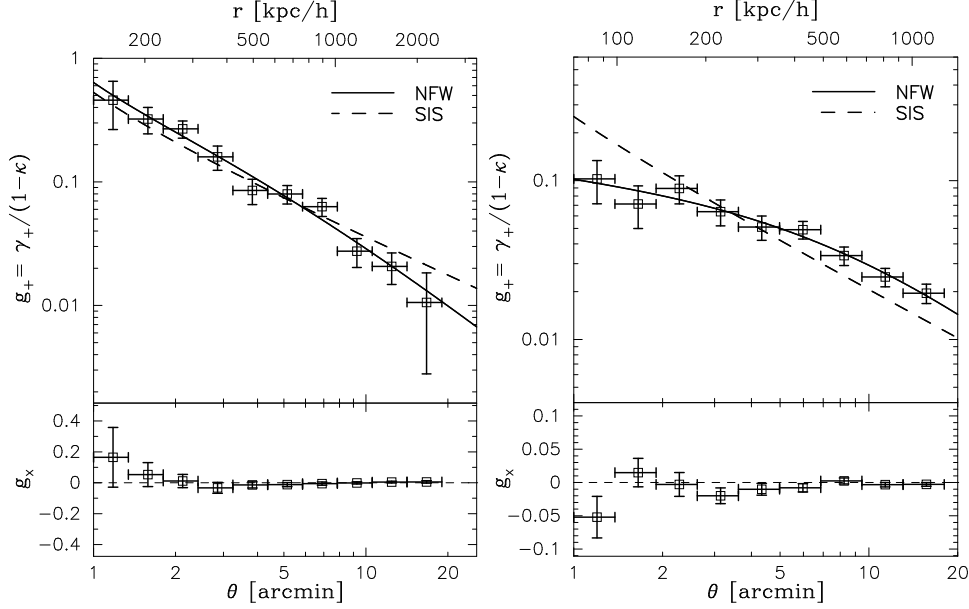 r [kpc/h]
200 500 1000 2000
1
0.1
0.01
g₊= γ₊/(1−κ)
NFW
SIS
0.4
0.2
0
−0.2
−0.4
gₓ
1 2 5 10 20
θ [arcmin]
r [kpc/h]
100 200 500 1000
0.1
0.01
g₊= γ₊/(1−κ)
NFW
SIS
0.1
0.05
0
−0.05
−0.1
gₓ
1 2 5 10 20
θ [arcmin]